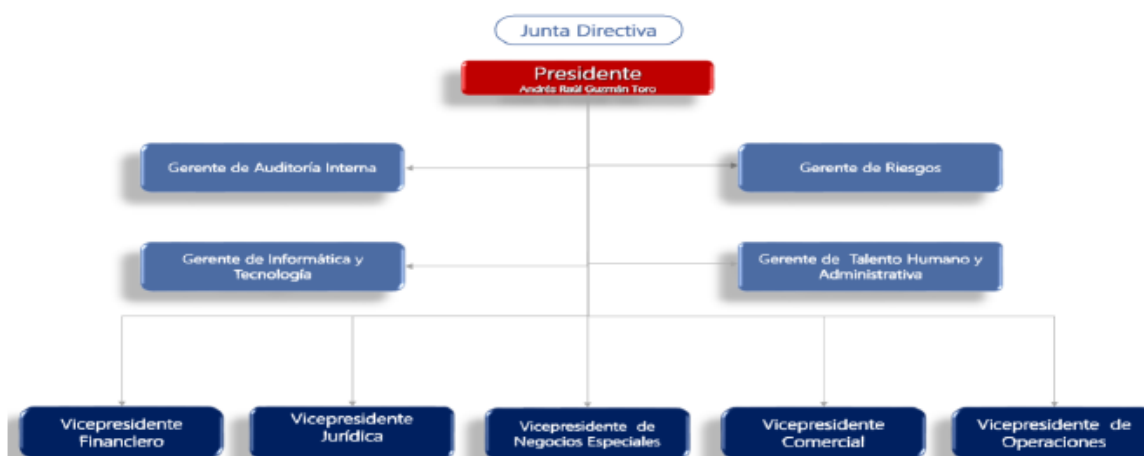 Junta Directiva
Presidente
Andrés Raúl Guzmán Toro
Gerente de Auditoría Interna
Gerente de Riesgos
Gerente de Informática y
Tecnología
Gerente de Talento Humano y
Administrativa
Vicepresidente
Financiero
Vicepresidente
Jurídica
Vicepresidente de
Negocios Especiales
Vicepresidente
Comercial
Vicepresidente de
Operaciones